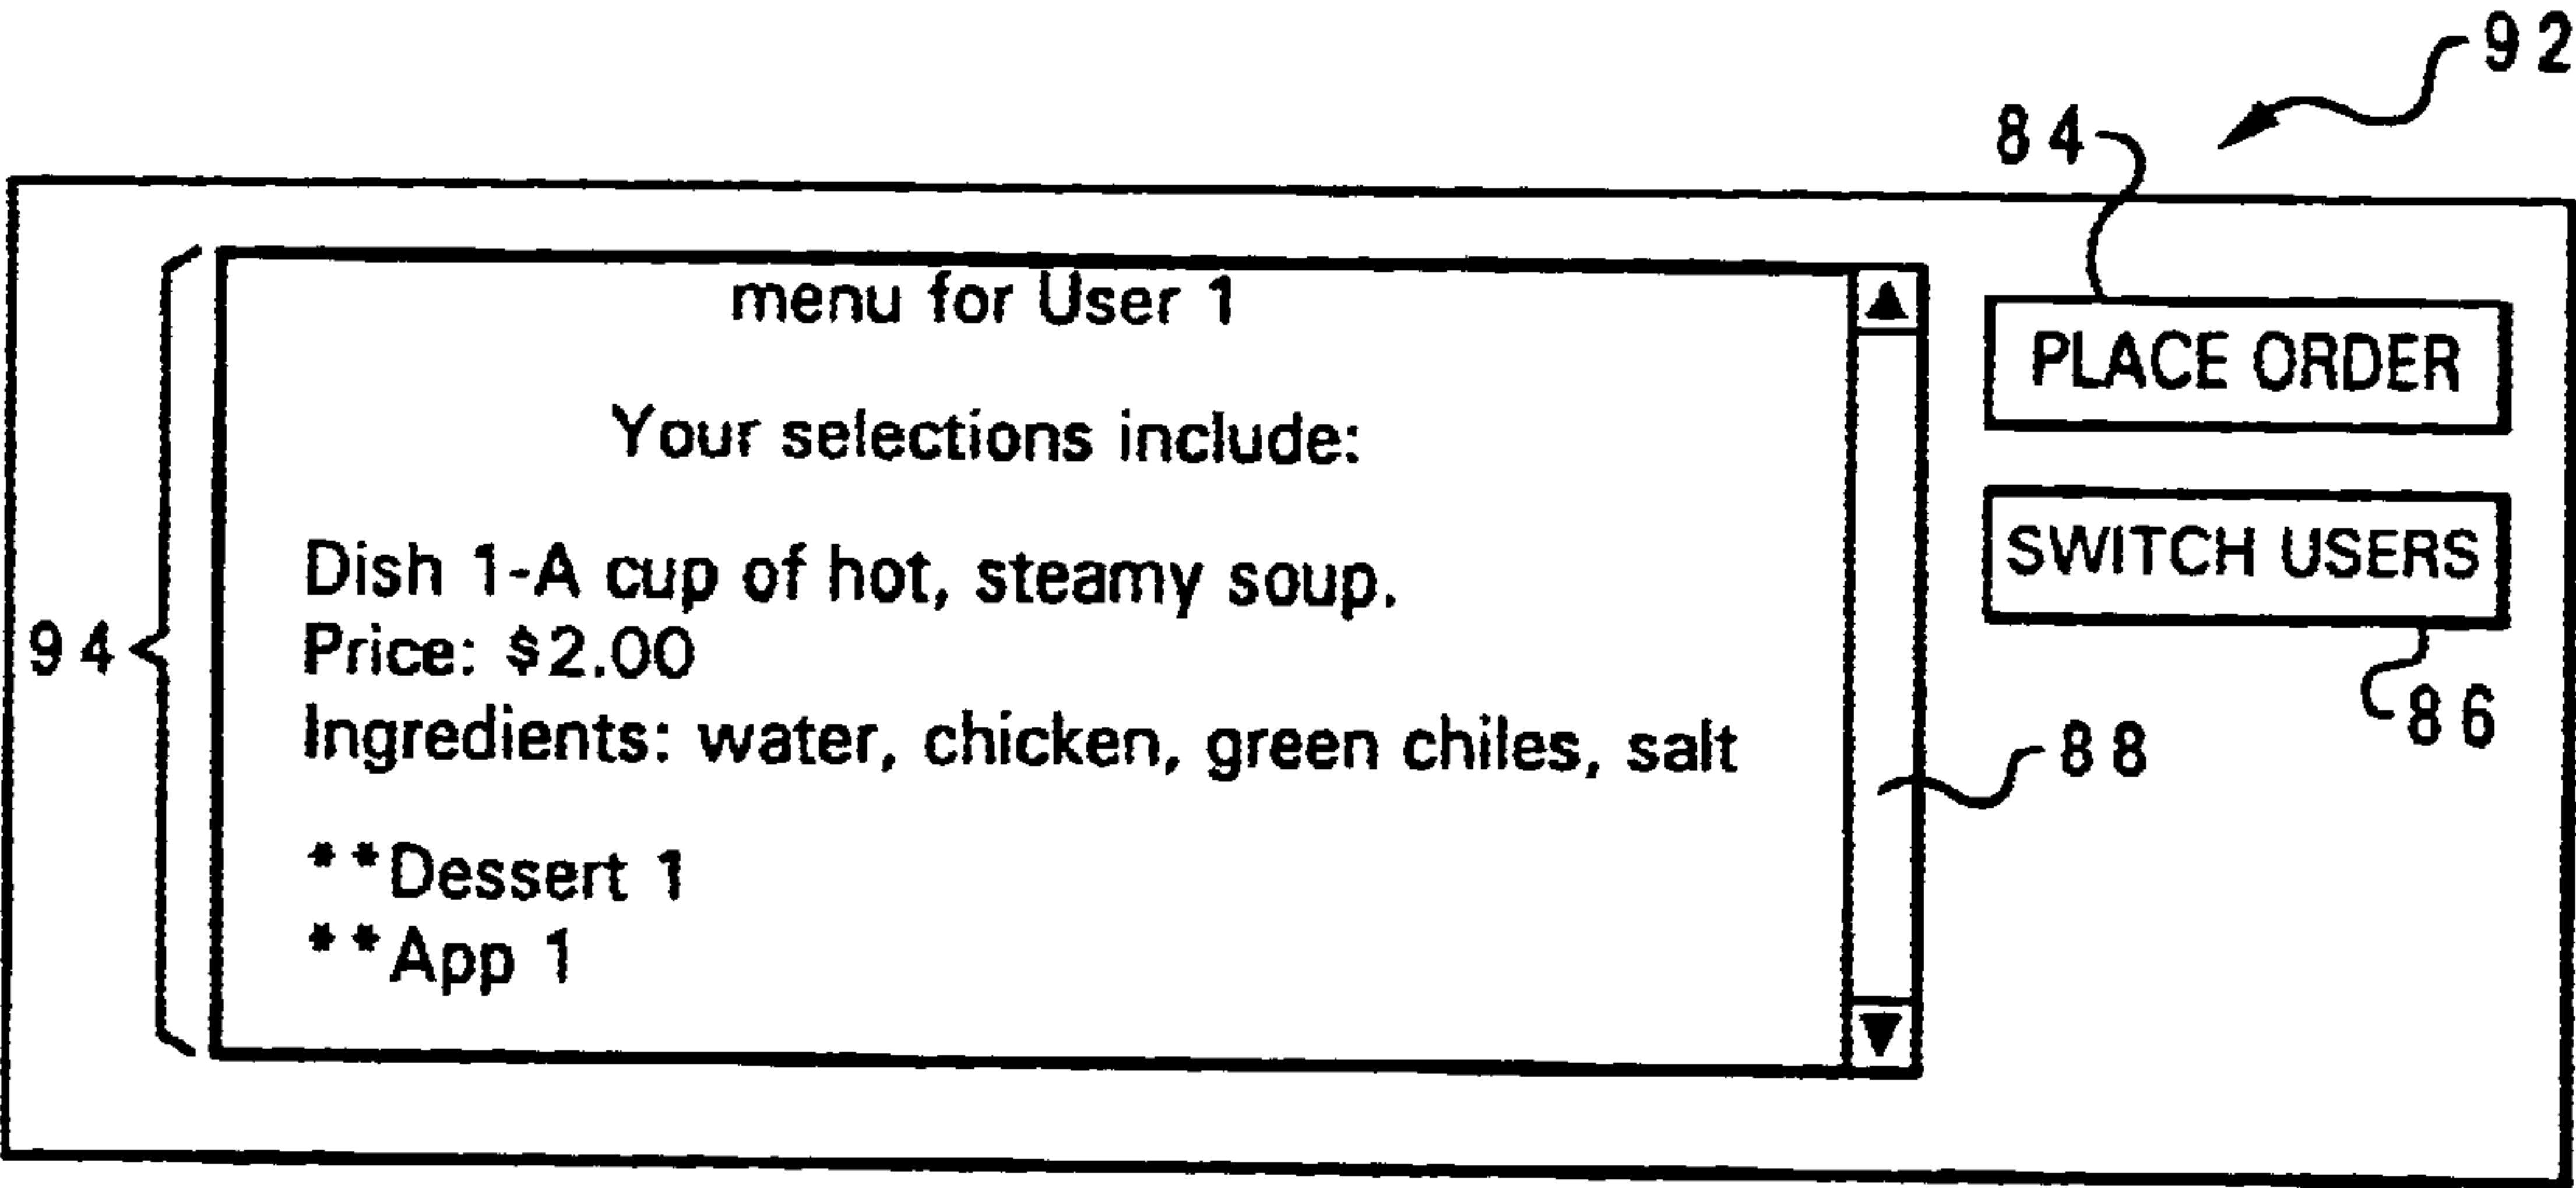 92
84
menu for User 1
PLACE ORDER
Your selections include:
SWITCH USERS
Dish 1-A cup of hot, steamy soup.
94
Price: $2.00
86
Ingredients: water, chicken, green chiles, salt
88
**Dessert 1
**App 1